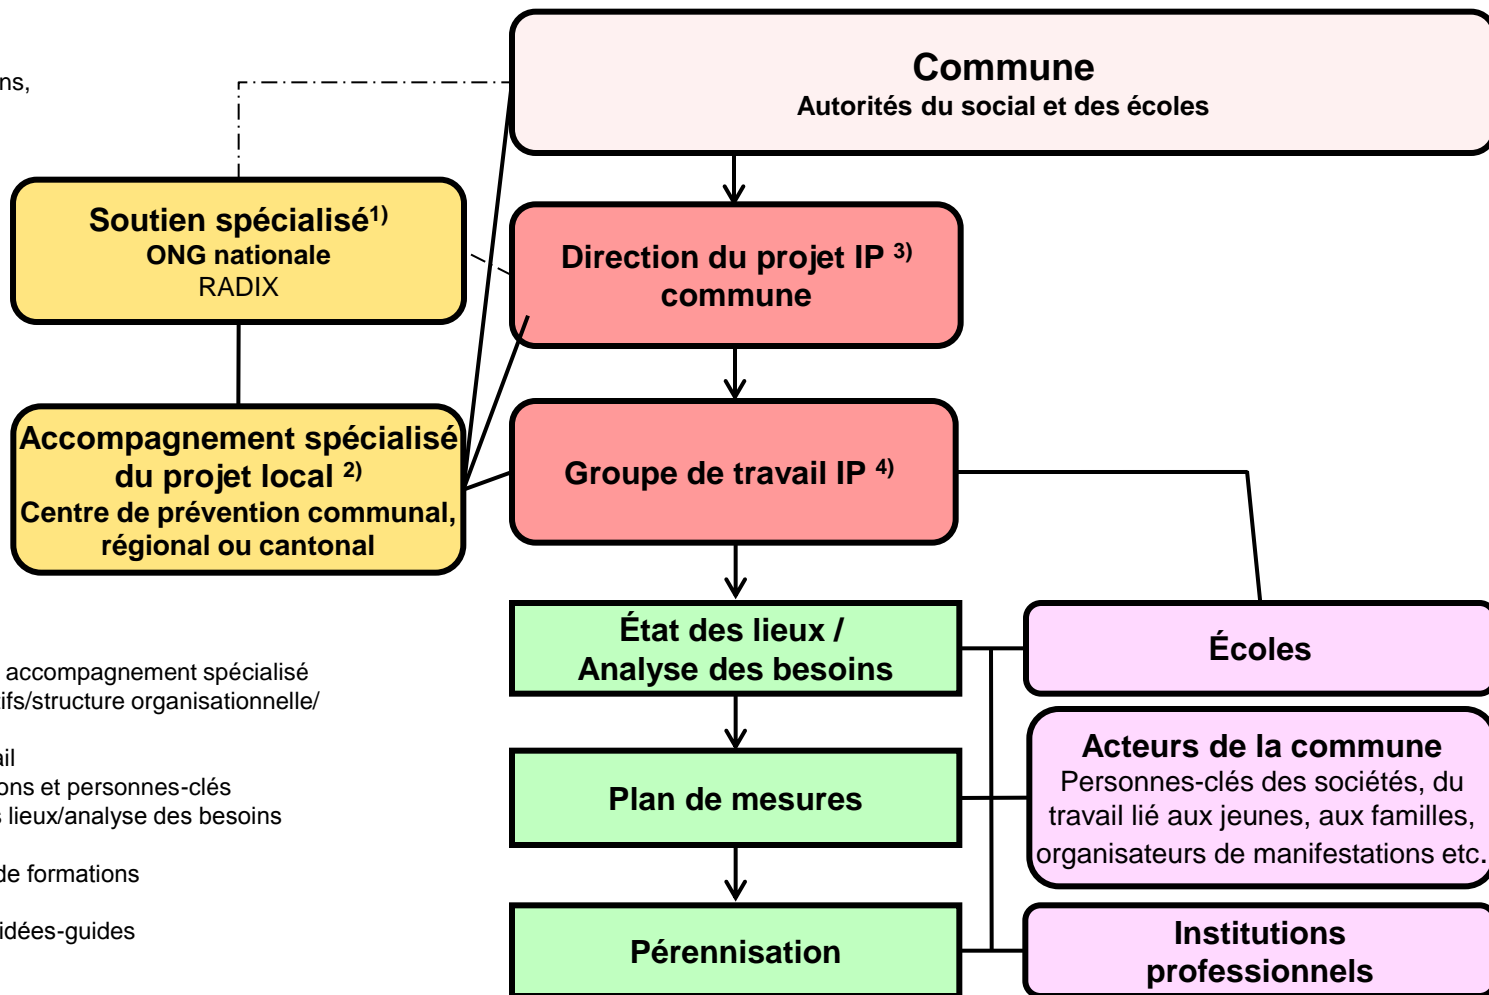 Commune
Autorités du social et des écoles
ns,
Soutien spécialisé1)
ONG nationale
RADIX
Direction du projet IP 3)
commune
Accompagnement spécialisé
du projet local 2)
Centre de prévention communal,
régional ou cantonal
Groupe de travail IP 4)
État des lieux /
Analyse des besoins
Écoles
accompagnement spécialisé
tifs/structure organisationnelle/
ail
ons et personnes-clés
s lieux/analyse des besoins
de formations
idées-guides
Plan de mesures
Acteurs de la commune
Personnes-clés des sociétés, du
travail lié aux jeunes, aux familles,
organisateurs de manifestations etc.
Pérennisation
Institutions
professionnels